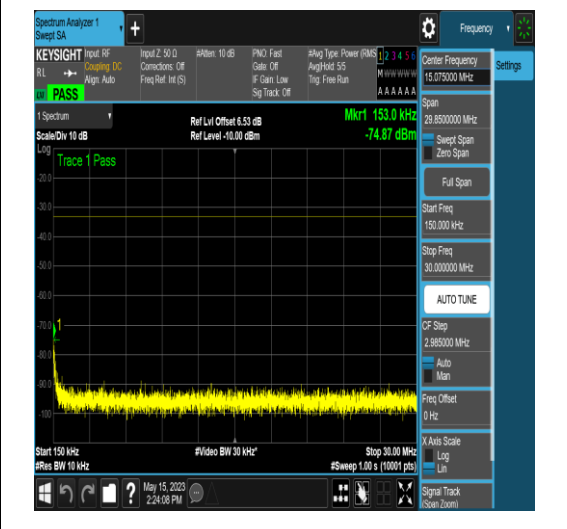 Spectrum Analyzer 1
Swept SA
+
Frequency
KEYSIGHT
RL
PASS
Input: RF
Coupling: DC
Align: Auto
Input Z: 50 Ω
Corrections: Off
Freq Ref: Int (S)
#Atten: 10 dB
PNO: Fast
Gate: Off
IF Gain: Low
Sig Track: Off
#Avg Type: Power (RMS
Avg|Hold: 5/5
Trig: Free Run
1 2 3 4 5 6
M w w w w w
A A A A A A
1 Spectrum
Scale/Div 10 dB
Ref Lvl Offset 6.53 dB
Ref Level -10.00 dBm
Mkr1 153.0 kHz
-74.87 dBm
Log
Trace 1 Pass
-20.0
-30.0
-40.0
-50.0
-60.0
-70.0
1
-80.0
-90.0
-100
Start 150 kHz
#Res BW 10 kHz
#Video BW 30 kHz*
Stop 30.00 MHz
#Sweep 1.00 s (10001 pts)
?
May 15, 2023
2:24:08 PM
Settings
Center Frequency
15.075000 MHz
Span
29.8500000 MHz
Swept Span
Zero Span
Full Span
Start Freq
150.000 kHz
Stop Freq
30.000000 MHz
AUTO TUNE
CF Step
2.985000 MHz
Auto
Man
Freq Offset
0 Hz
X Axis Scale
Log
Lin
Signal Track
(Span Zoom)